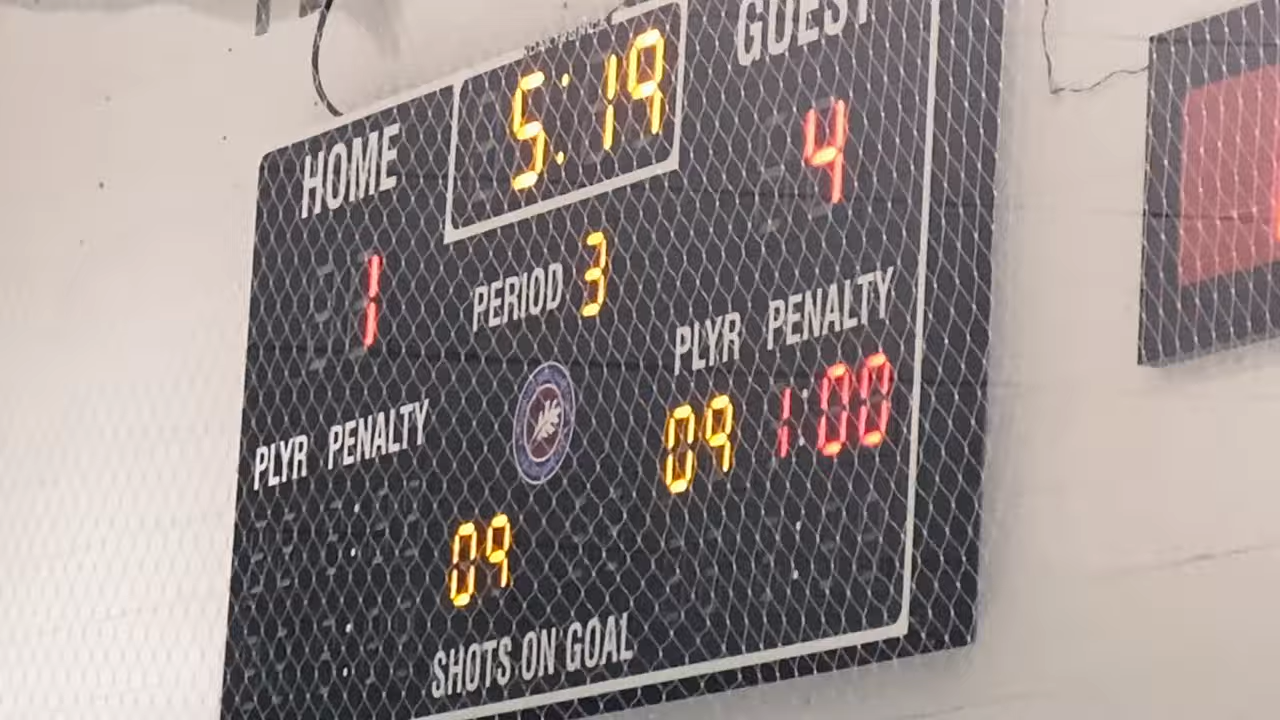 5:19
HOME
GUEST
1
4
PERIOD 3
PLYR PENALTY
09 1:00
PLYR PENALTY
09
SHOTS ON GOAL